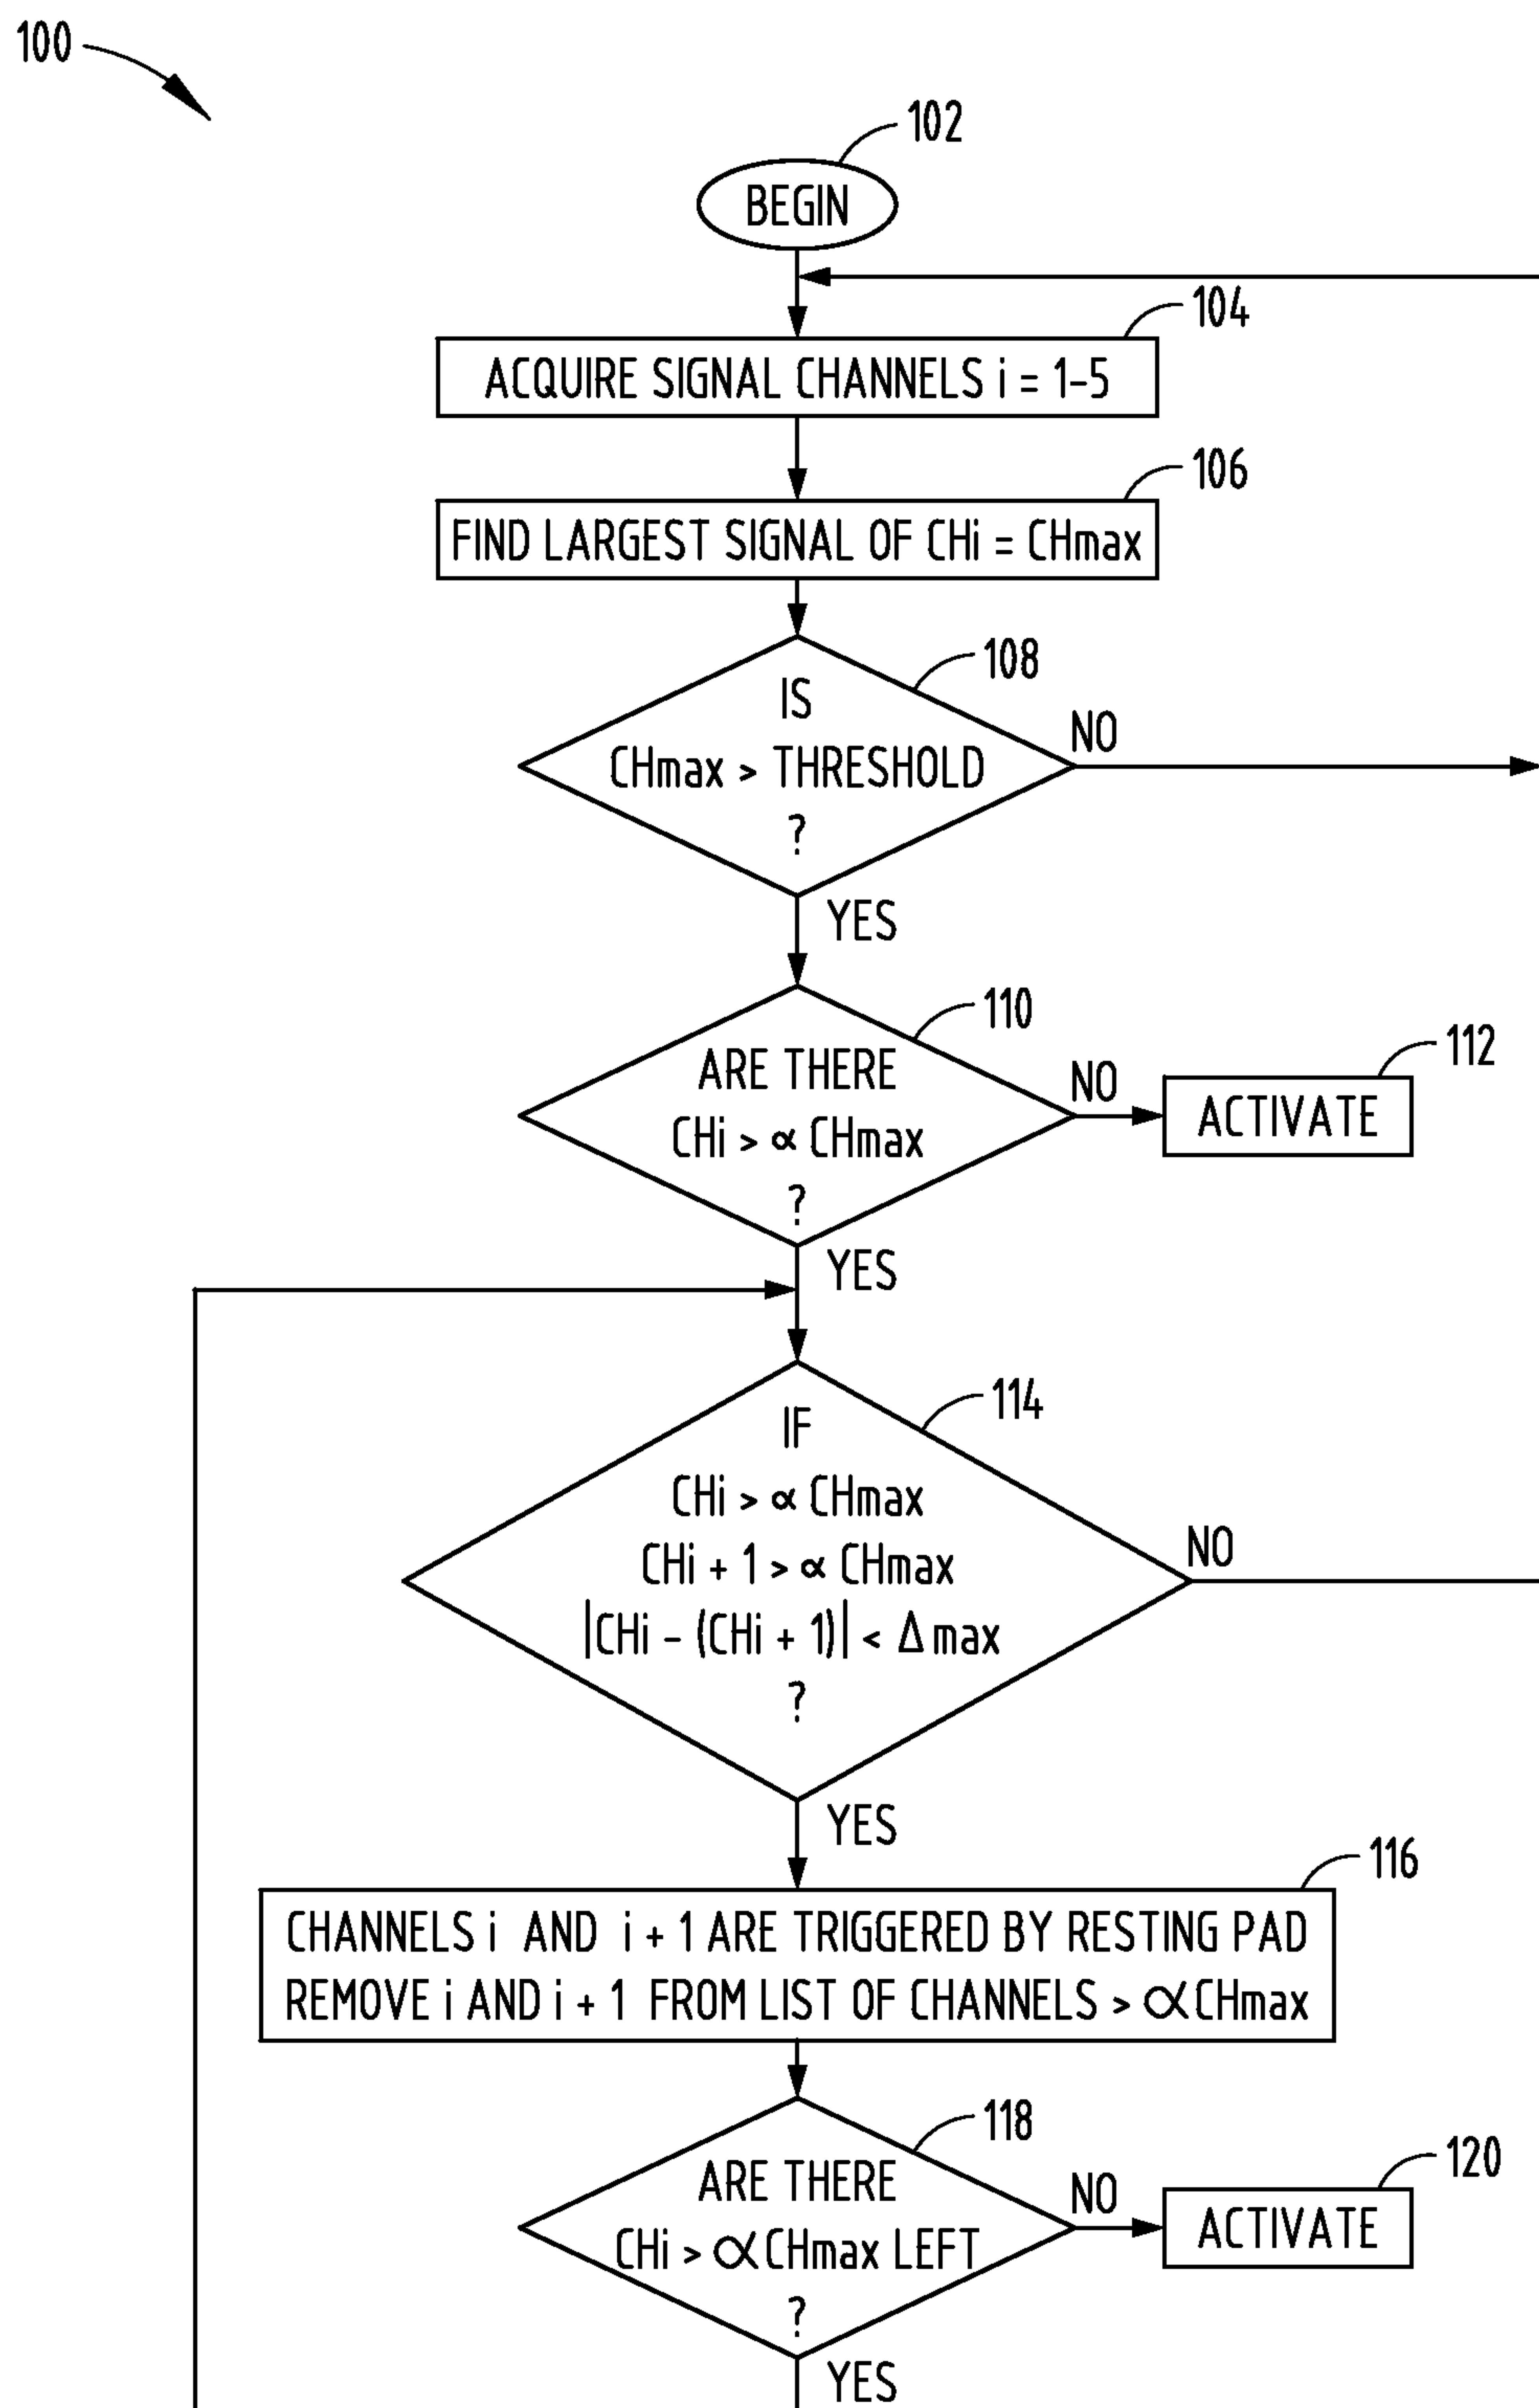 100
102
BEGIN
104
ACQUIRE SIGNAL CHANNELS i = 1-5
106
FIND LARGEST SIGNAL OF CHi = CHmax
108
IS
CHmax > THRESHOLD
?
NO
YES
110
ARE THERE
CHi > ∝ CHmax
?
NO
112
ACTIVATE
YES
114
IF
CHi > ∝ CHmax
CHi + 1 > ∝ CHmax
|CHi - (CHi + 1)| < Δ max
?
NO
YES
116
CHANNELS i AND i + 1 ARE TRIGGERED BY RESTING PAD
REMOVE i AND i + 1 FROM LIST OF CHANNELS > ∝CHmax
118
ARE THERE
CHi > ∝CHmax LEFT
?
NO
120
ACTIVATE
YES